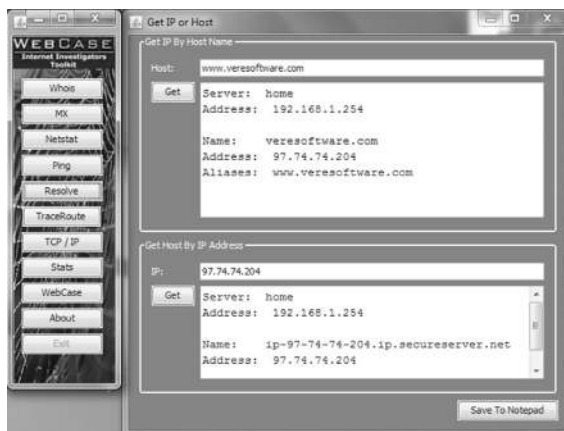 WEBCASE
Internet Investigators
Toolkit
Whois
MX
Netstat
Ping
Resolve
TraceRoute
TCP / IP
Stats
WebCase
About
Exit
Get IP or Host
Get IP By Host Name
Host: www.veresoftware.com
Get
Server: home
Address: 192.168.1.254
Name: veresoftware.com
Address: 97.74.74.204
Aliases: www.veresoftware.com
Get Host By IP Address
IP: 97.74.74.204
Get
Server: home
Address: 192.168.1.254
Name: ip-97-74-74-204.ip.secureserver.net
Address: 97.74.74.204
Save To Notepad